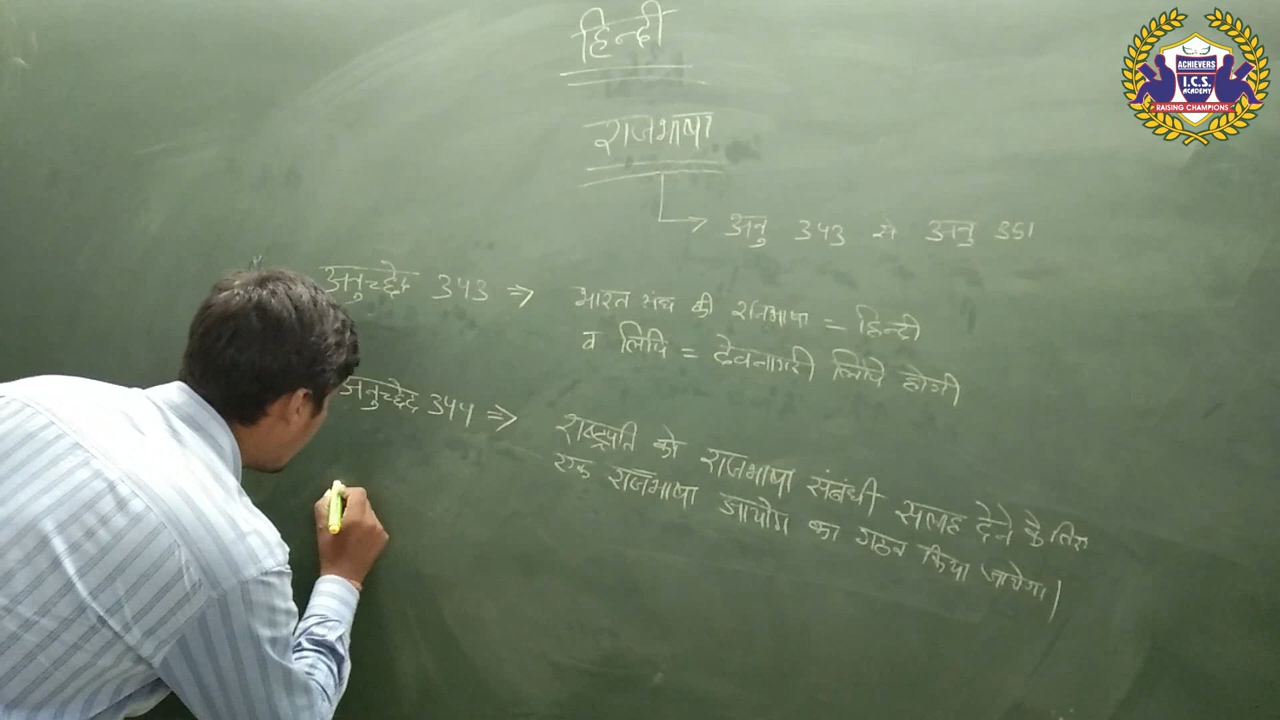 हिन्दी
राजभाषा
अनु 343 से अनु 351
अनुच्छेद 343 ⇒ भारत संघ की राजभाषा = हिन्दी
व लिपि = देवनागरी लिपि होगी
अनुच्छेद 344 ⇒ राष्ट्रपति को राजभाषा संबंधी सलाह देने के लिए
एक राजभाषा आयोग का गठन किया जायेगा।
ACHIEVERS
I.C.S.
ACADEMY
RAISING CHAMPIONS